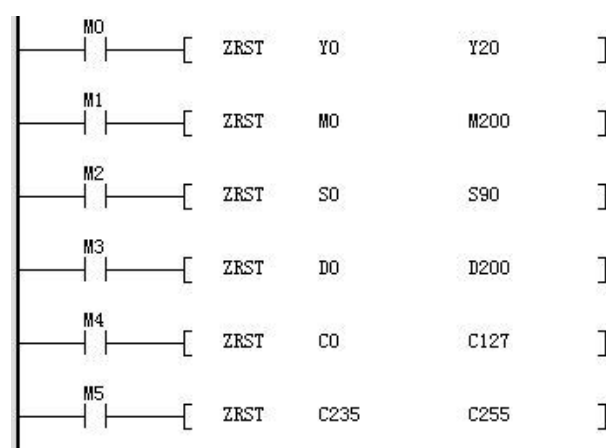 M0
[ ZRST Y0 Y20 ]
M1
[ ZRST M0 M200 ]
M2
[ ZRST S0 S90 ]
M3
[ ZRST D0 D200 ]
M4
[ ZRST C0 C127 ]
M5
[ ZRST C235 C255 ]